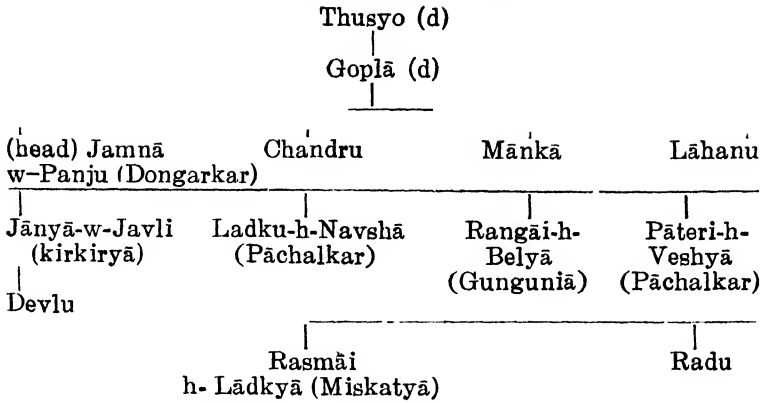 Thusyo (d)
Goplā (d)
(head) Jamnā Chandru Mānkā Lāhanu
w–Panju (Dongarkar)
Jānyā-w-Javli Ladku-h-Navshā Rangāi-h- Pāteri-h-
(kirkiryā) (Pāchalkar) Belyā Veshyā
(Gunguniā) (Pāchalkar)
Devlu
Rasmāi Radu
h- Lādkyā (Miskatyā)